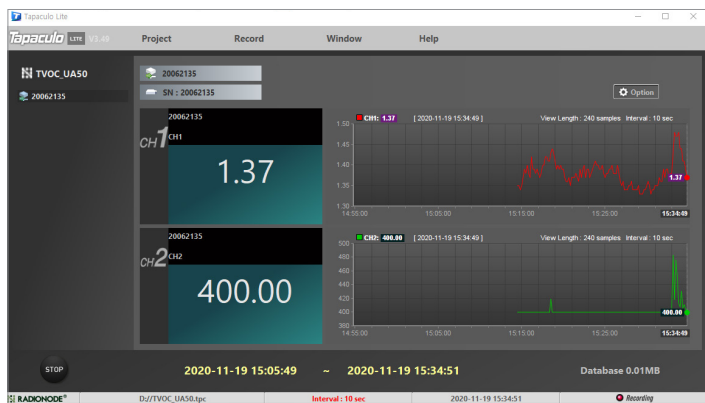 Tapaculo Lite
Tapaculo LITE V3.49
Project Record Window Help
TVOC_UA50
20062135
20062135
SN : 20062135
Option
20062135
CH1
CH1
1.37
CH1: 1.37 [ 2020-11-19 15:34:49 ] View Length : 240 samples Interval : 10 sec
1.50
1.45
1.40
1.37
1.35
1.30
14:55:00 15:05:00 15:15:00 15:25:00 15:34:49
20062135
CH2
CH2
400.00
CH2: 400.00 [ 2020-11-19 15:34:49 ] View Length : 240 samples Interval : 10 sec
500
480
460
440
420
400
400.00
380
14:55:00 15:05:00 15:15:00 15:25:00 15:34:49
STOP
2020-11-19 15:05:49 ~ 2020-11-19 15:34:51
Database 0.01MB
RADIONODE® D://TVOC_UA50.tpc Interval : 10 sec 2020-11-19 15:34:51 Recording